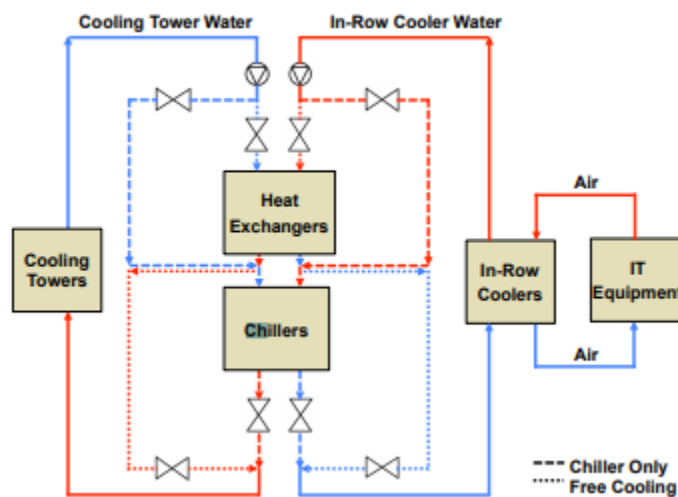 Cooling Tower Water
In-Row Cooler Water
Heat
Exchangers
Air
Cooling
Towers
In-Row
Coolers
IT
Equipment
Chillers
Air
Chiller Only
Free Cooling